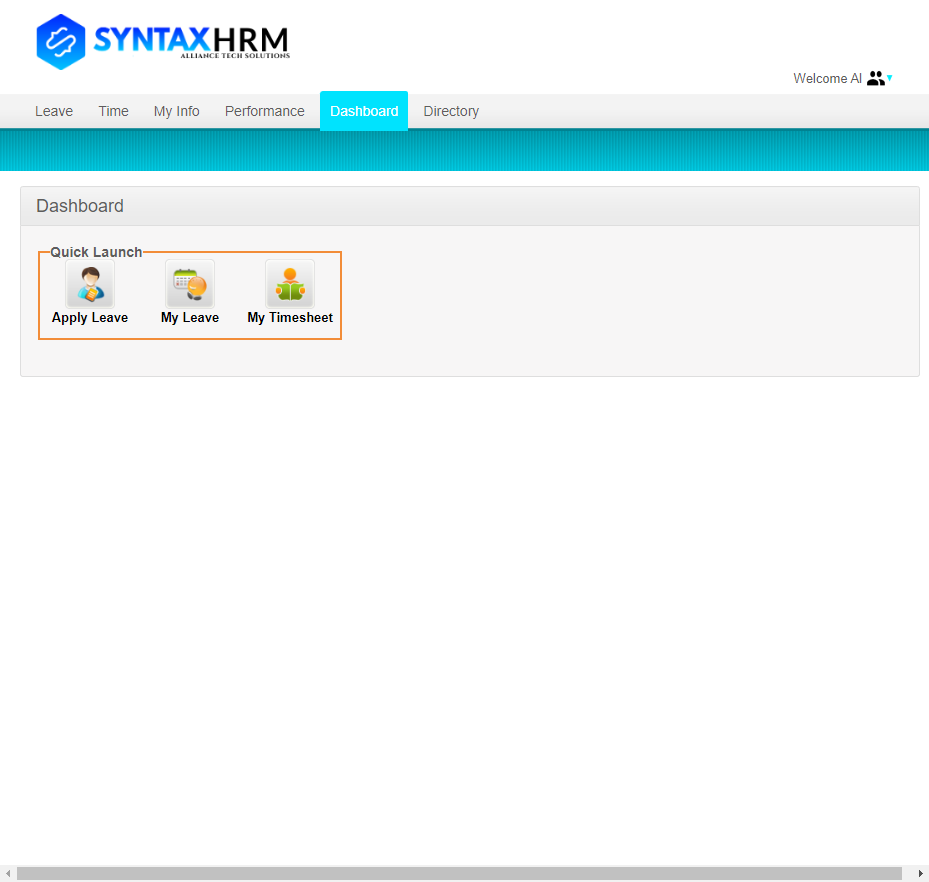 SYNTAXHRM
ALLIANCE TECH SOLUTIONS
Welcome Al
Leave Time My Info Performance Dashboard Directory
Dashboard
Quick Launch
Apply Leave My Leave My Timesheet